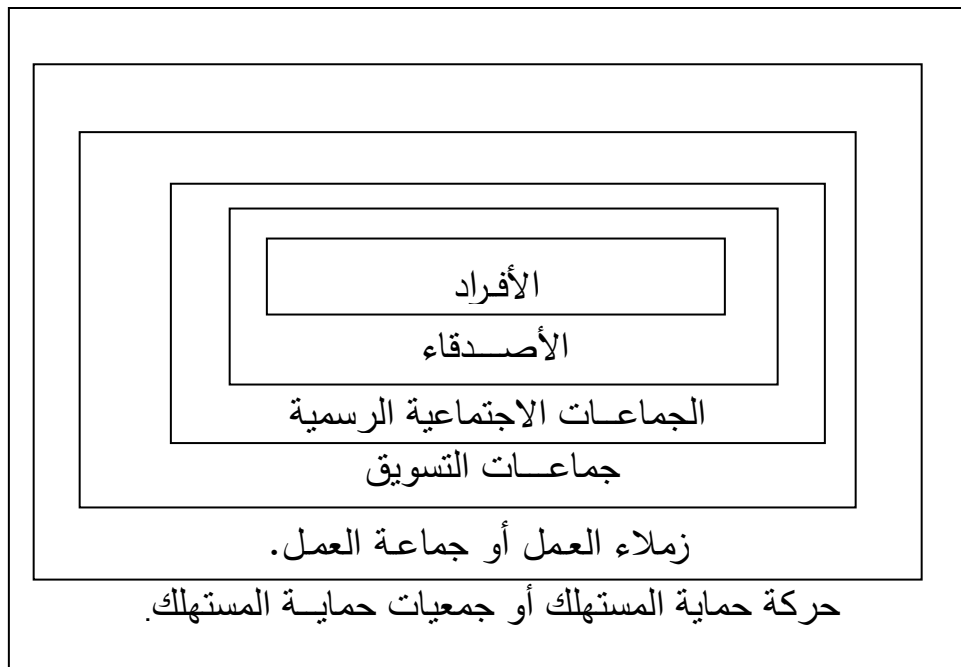 الأفراد
الأصدقاء
الجماعات الاجتماعية الرسمية
جماعات التسويق
زملاء العمل أو جماعة العمل.
حركة حماية المستهلك أو جمعيات حماية المستهلك.